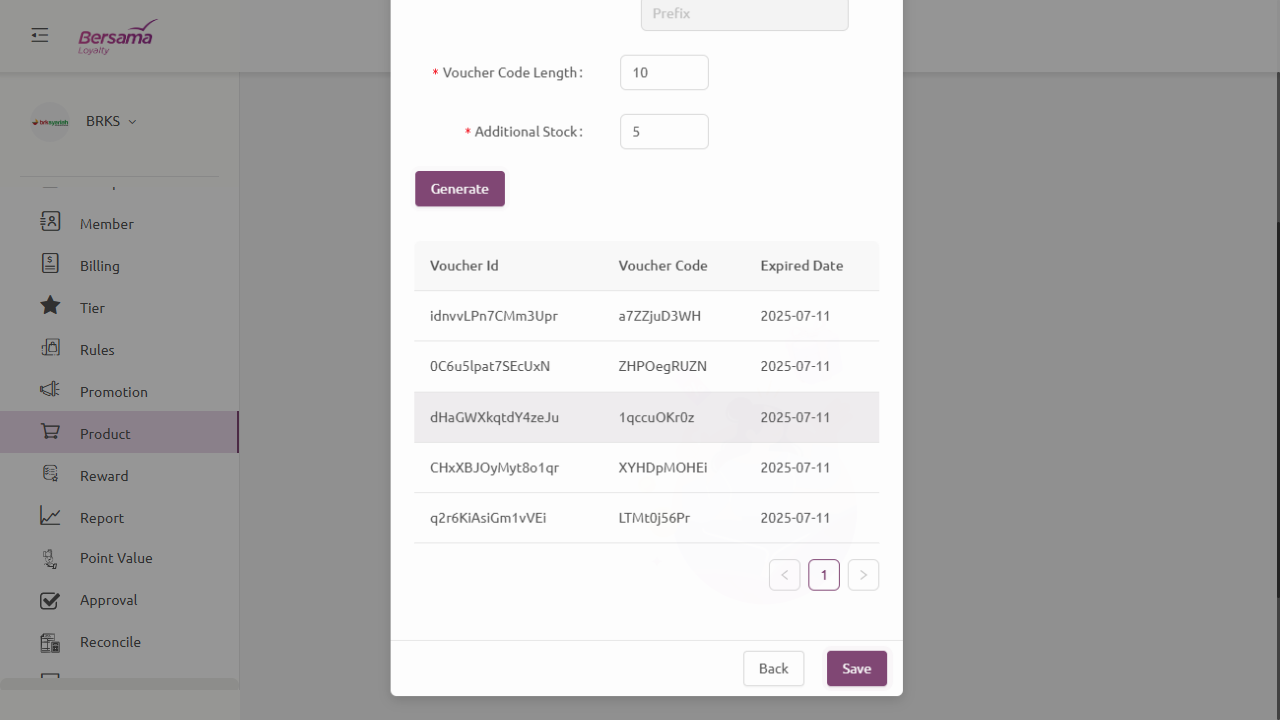 Bersama
Loyalty
brksyariah
BRKS
Member
Billing
Tier
Rules
Promotion
Product
Reward
Report
Point Value
Approval
Reconcile
Prefix
* Voucher Code Length : 10
* Additional Stock : 5
Generate
Voucher Id Voucher Code Expired Date
idnvvLPn7CMm3Upr a7ZZjuD3WH 2025-07-11
0C6u5lpat7SEcUxN ZHPOegRUZN 2025-07-11
dHaGWXkqtdY4zeJu 1qccuOKr0z 2025-07-11
CHxXBJOyMyt8o1qr XYHDpMOHEi 2025-07-11
q2r6KiAsiGm1vVEi LTMt0j56Pr 2025-07-11
< 1 >
Back Save